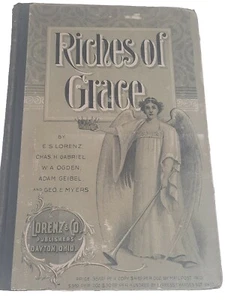 Riches of
Grace
BY
E. S. LORENZ
CHAS. H. GABRIEL
W. A. OGDEN
ADAM GEIBEL
AND GEO. F. MYERS
LORENZ & CO.
PUBLISHERS
DAYTON, OHIO